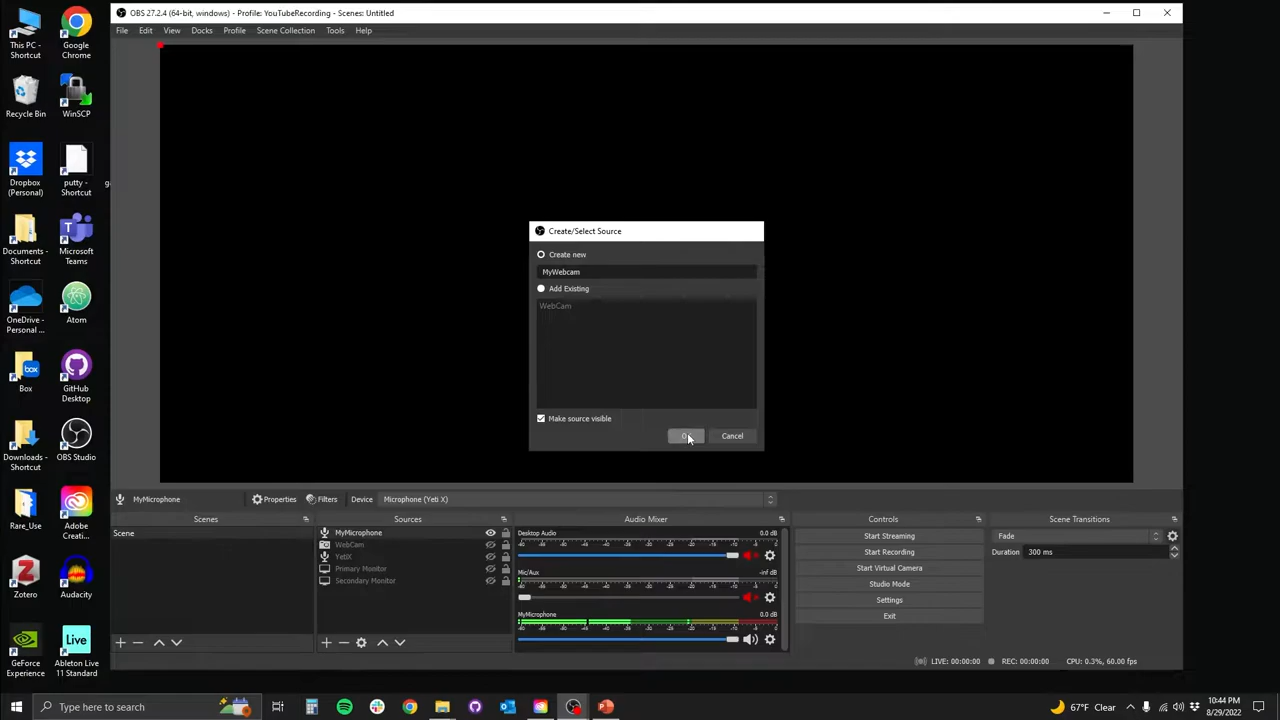 OBS 27.2.4 (64-bit, windows) - Profile: YouTubeRecording - Scenes: Untitled
File Edit View Docks Profile Scene Collection Tools Help
This PC - Shortcut
Google Chrome
Recycle Bin
WinSCP
Dropbox (Personal)
putty - Shortcut
Documents - Shortcut
Microsoft Teams
OneDrive - Personal ...
Atom
Box
GitHub Desktop
Downloads - Shortcut
OBS Studio
Rare_Use
Adobe Creati...
Zotero
Audacity
GeForce Experience
Live
Ableton Live 11 Standard
Create/Select Source
Create new
MyWebcam
Add Existing
WebCam
Make source visible
Cancel
MyMicrophone Properties Filters Device Microphone (Yeti X)
Scenes
Scene
Sources
MyMicrophone
WebCam
YetiX
Primary Monitor
Secondary Monitor
Audio Mixer
Desktop Audio 0.0 dB
Mic/Aux -inf dB
MyMicrophone 0.0 dB
Controls
Start Streaming
Start Recording
Start Virtual Camera
Studio Mode
Settings
Exit
Scene Transitions
Fade
Duration 300 ms
LIVE: 00:00:00 REC: 00:00:00 CPU: 0.3%, 60.00 fps
Type here to search
67°F Clear
10:44 PM
8/29/2022